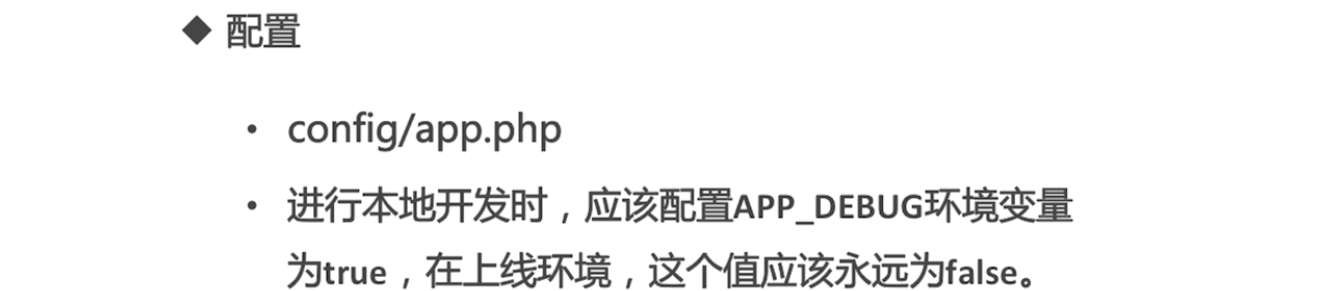 ◆ 配置
• config/app.php
• 进行本地开发时，应该配置APP_DEBUG环境变量
为true，在上线环境，这个值应该永远为false。